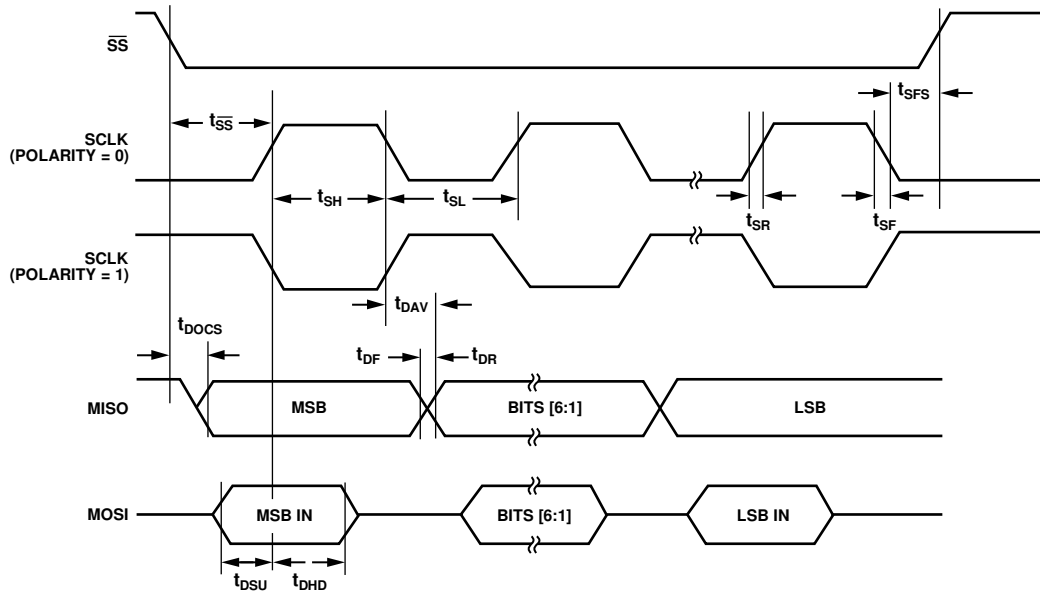 SS
tSFS
tSS
SCLK
(POLARITY = 0)
tSH
tSL
tSR
tSF
SCLK
(POLARITY = 1)
tDAV
tDOCS
tDF
tDR
MISO
MSB
BITS [6:1]
LSB
MOSI
MSB IN
BITS [6:1]
LSB IN
tDSU
tDHD